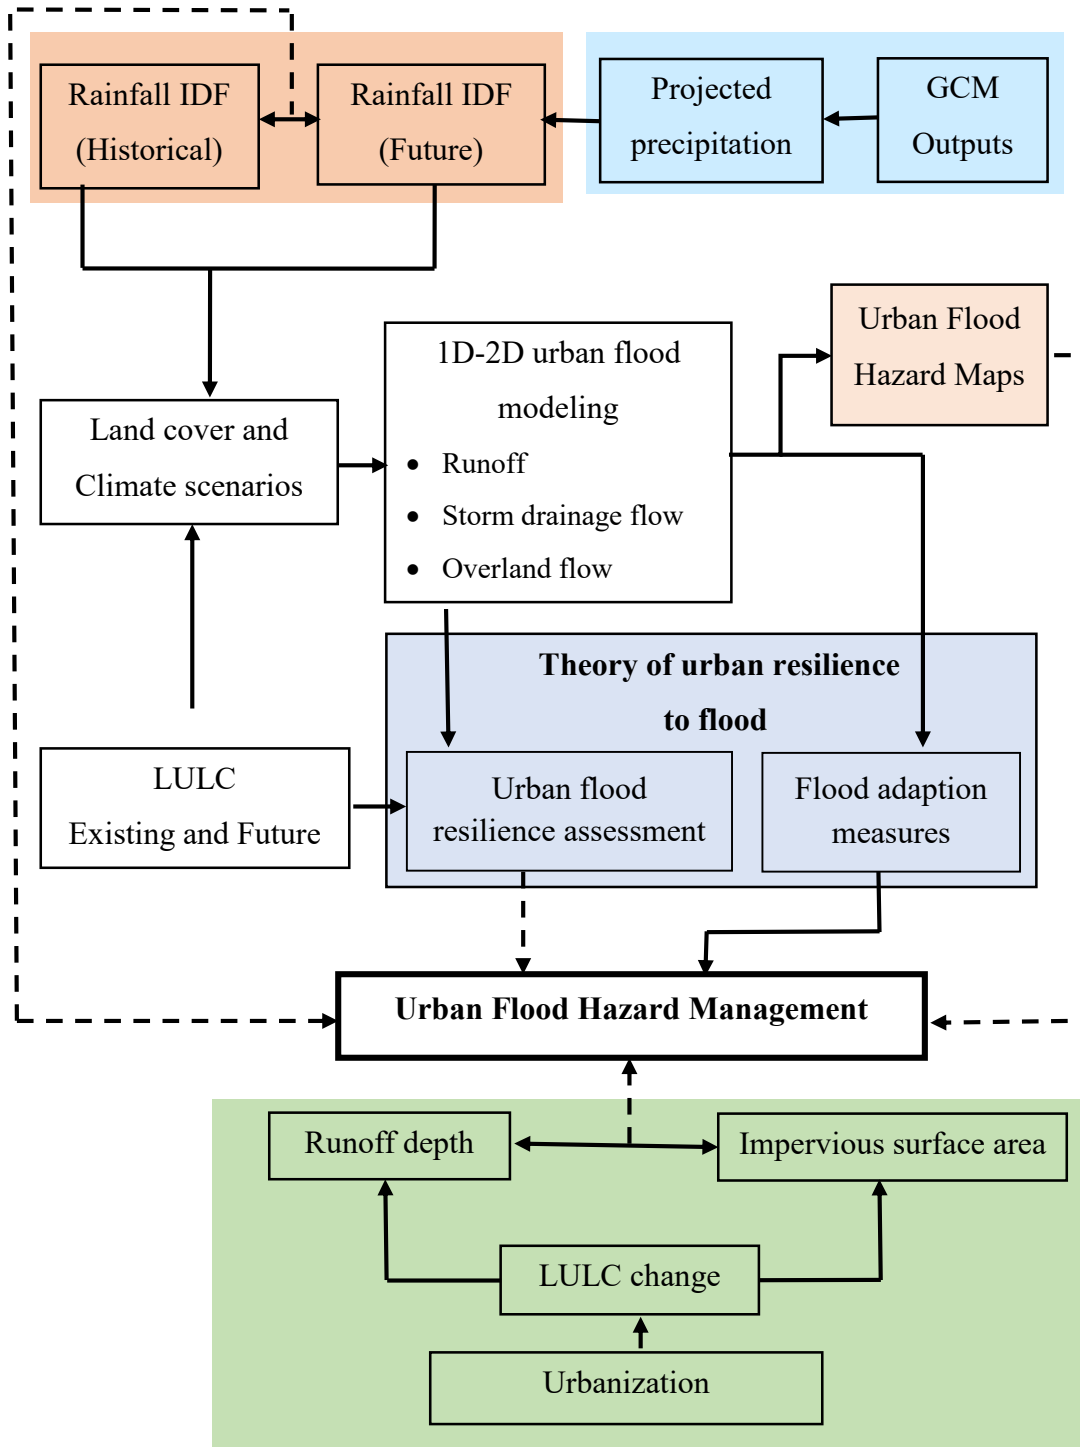 Rainfall IDF
(Historical)
Rainfall IDF
(Future)
Projected
precipitation
GCM
Outputs
Urban Flood
Hazard Maps
1D-2D urban flood
modeling
• Runoff
• Storm drainage flow
• Overland flow
Land cover and
Climate scenarios
Theory of urban resilience
to flood
LULC
Existing and Future
Urban flood
resilience assessment
Flood adaption
measures
Urban Flood Hazard Management
Runoff depth
Impervious surface area
LULC change
Urbanization